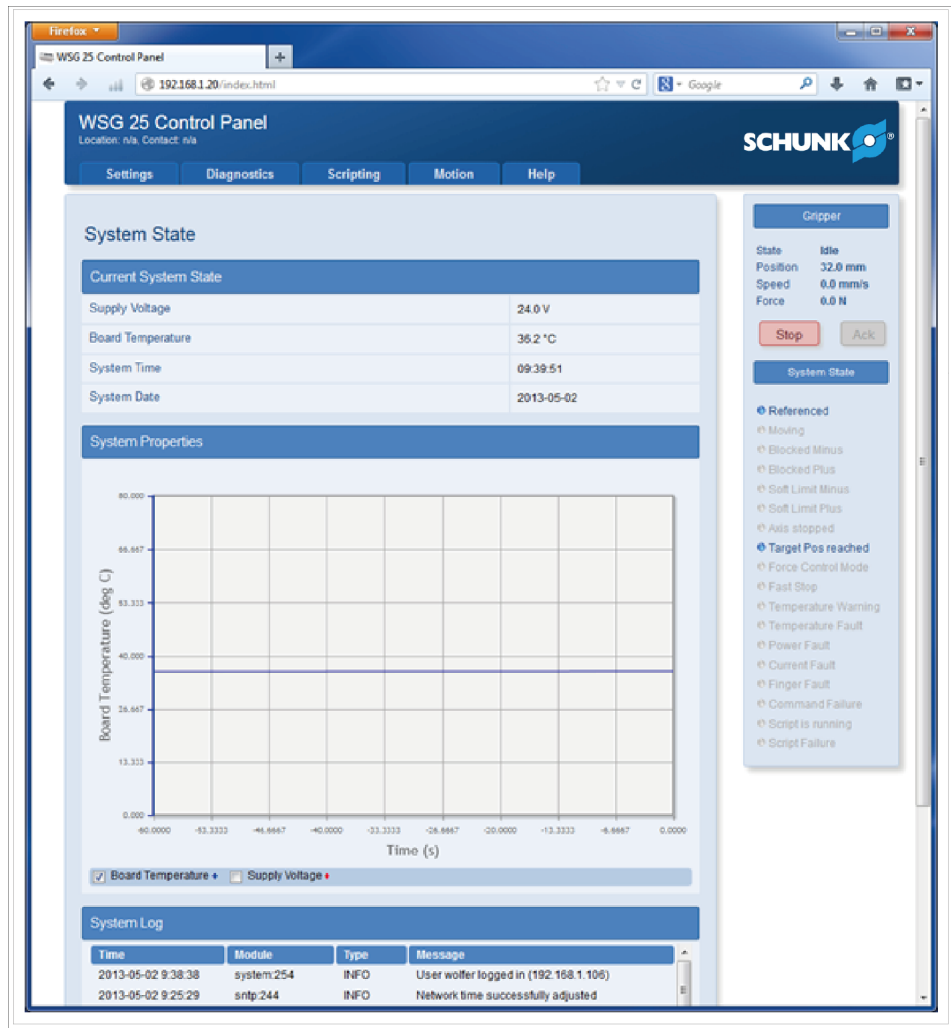 Firefox
WSG 25 Control Panel
192.168.1.20/index.html
Google
WSG 25 Control Panel
Location: n/a, Contact: n/a
SCHUNK
Settings Diagnostics Scripting Motion Help
System State
Current System State
Supply Voltage 24.0 V
Board Temperature 36.2 °C
System Time 09:39:51
System Date 2013-05-02
System Properties
80.000
66.667
53.333
40.000
26.667
13.333
0.000
Board Temperature (deg C)
-60.0000 -53.3333 -46.6667 -40.0000 -33.3333 -26.6667 -20.0000 -13.3333 -6.6667 0.0000
Time (s)
Board Temperature + Supply Voltage +
System Log
Time Module Type Message
2013-05-02 9:38:38 system:254 INFO User wolfer logged in (192.168.1.106)
2013-05-02 9:25:29 sntp:244 INFO Network time successfully adjusted
Gripper
State Idle
Position 32.0 mm
Speed 0.0 mm/s
Force 0.0 N
Stop Ack
System State
Referenced
Moving
Blocked Minus
Blocked Plus
Soft Limit Minus
Soft Limit Plus
Axis stopped
Target Pos reached
Force Control Mode
Fast Stop
Temperature Warning
Temperature Fault
Power Fault
Current Fault
Finger Fault
Command Failure
Script is running
Script Failure